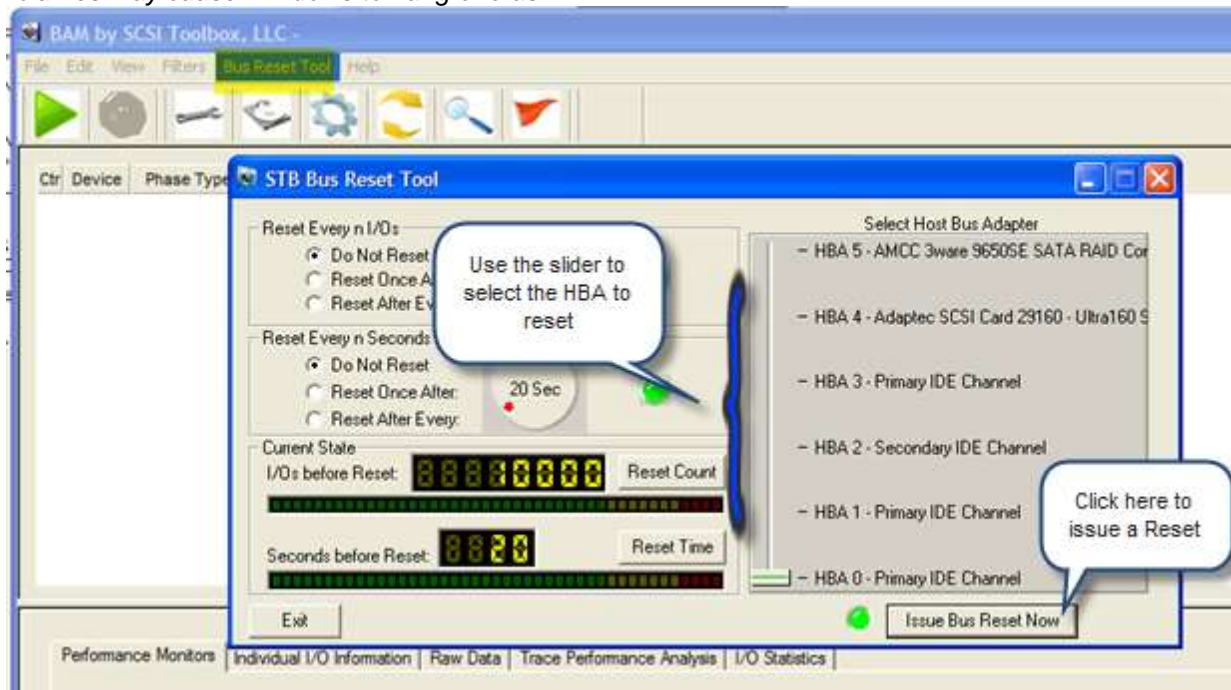 BAM by SCSI Toolbox, LLC -
File Edit View Filters Bus Reset Tool Help
Ctr Device Phase Type
STB Bus Reset Tool
Reset Every n I/Os
Do Not Reset
Reset Once A
Reset After Ev
Use the slider to
select the HBA to
reset
Reset Every n Seconds
Do Not Reset
Reset Once After:
Reset After Every:
20 Sec
Current State
I/Os before Reset:
10000
Reset Count
Seconds before Reset:
20
Reset Time
Select Host Bus Adapter
HBA 5 - AMCC 3ware 9650SE SATA RAID Cor
HBA 4 - Adaptec SCSI Card 29160 - Ultra160 S
HBA 3 - Primary IDE Channel
HBA 2 - Secondary IDE Channel
HBA 1 - Primary IDE Channel
HBA 0 - Primary IDE Channel
Click here to
issue a Reset
Exit
Issue Bus Reset Now
Performance Monitors Individual I/O Information Raw Data Trace Performance Analysis I/O Statistics